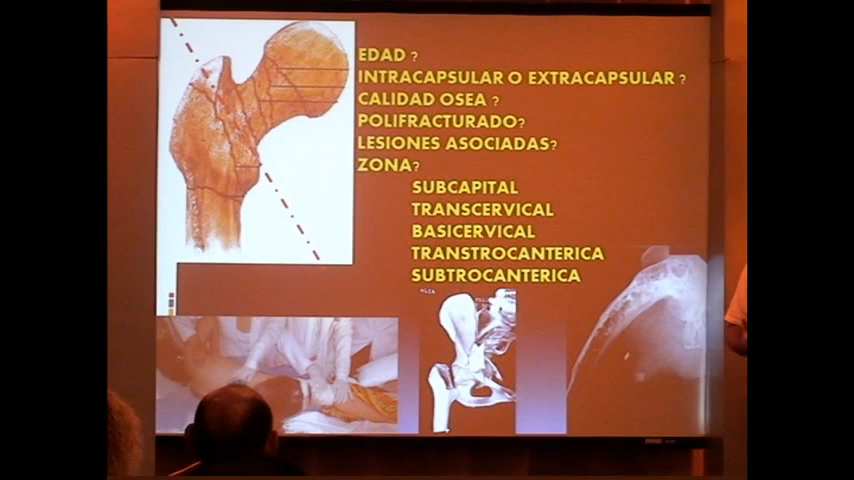 EDAD ?
INTRACAPSULAR O EXTRACAPSULAR ?
CALIDAD OSEA ?
POLIFRACTURADO?
LESIONES ASOCIADAS?
ZONA?
SUBCAPITAL
TRANSCERVICAL
BASICERVICAL
TRANSTROCANTERICA
SUBTROCANTERICA